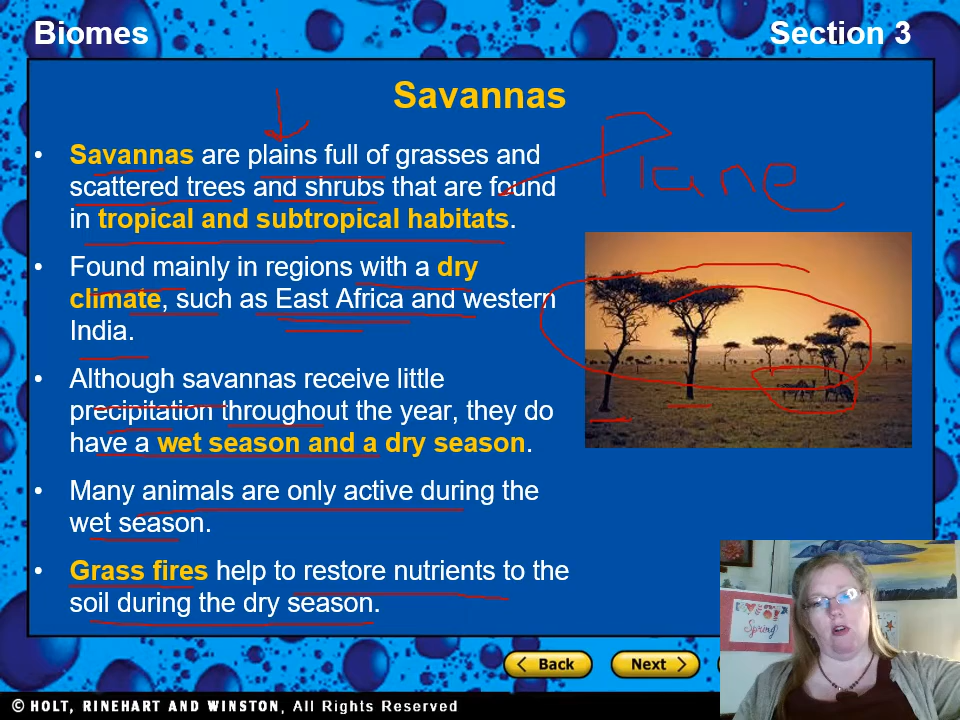 Biomes
Section 3
Savannas
• Savannas are plains full of grasses and
scattered trees and shrubs that are found
in tropical and subtropical habitats.
Plane
• Found mainly in regions with a dry
climate, such as East Africa and western
India.
• Although savannas receive little
precipitation throughout the year, they do
have a wet season and a dry season.
• Many animals are only active during the
wet season.
• Grass fires help to restore nutrients to the
soil during the dry season.
Spring
< Back
Next >
© HOLT, RINEHART AND WINSTON, All Rights Reserved